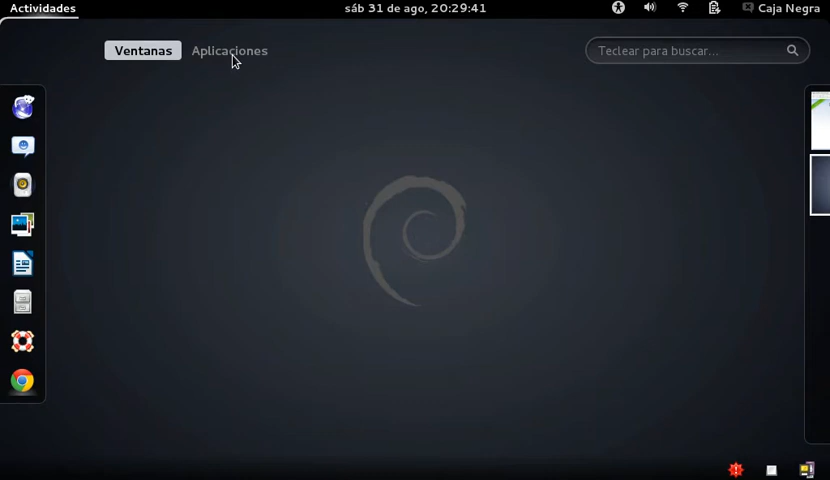 Actividades
sáb 31 de ago, 20:29:41
Caja Negra
Ventanas
Aplicaciones
Teclear para buscar...